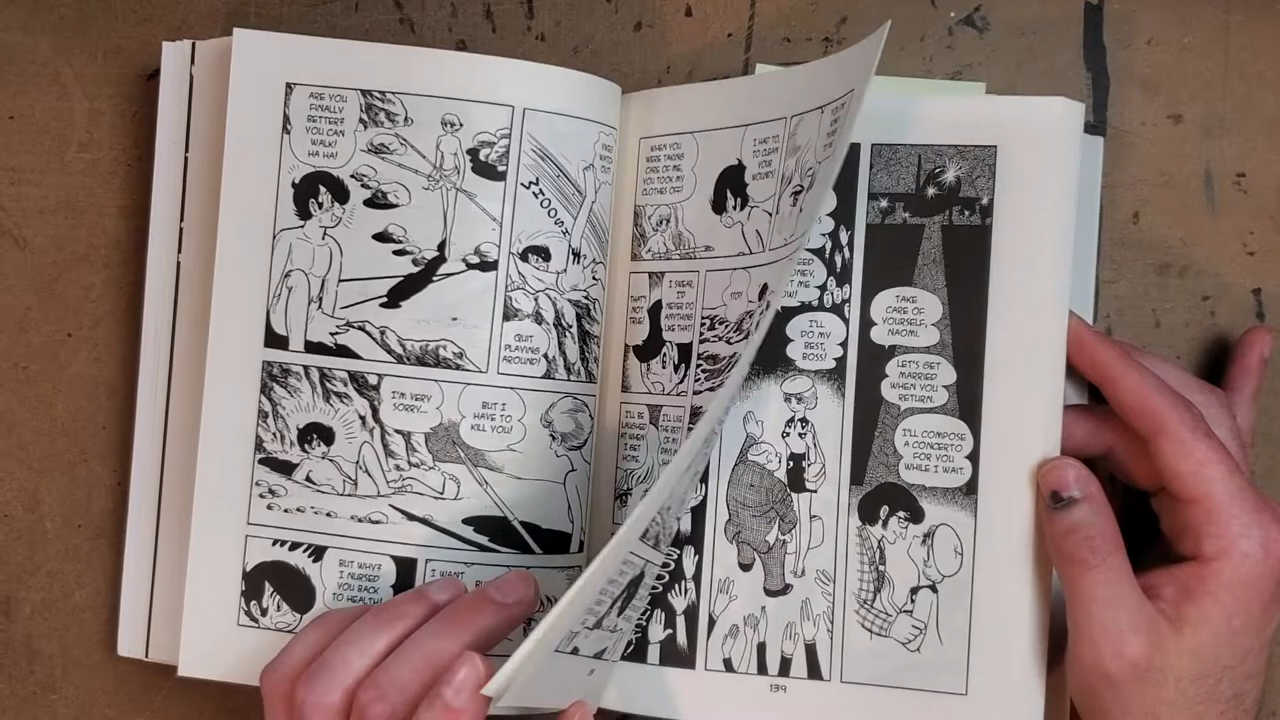 ARE YOU
FINALLY
BETTER?
YOU CAN
WALK!
HA HA!
WATCH
OUT!
SHOOSH
QUIT
PLAYING
AROUND!
I'M VERY
SORRY...
BUT I
HAVE TO
KILL YOU!
BUT WHY?
I NURSED
YOU BACK
TO HEALTH!
I WANT
WHEN YOU
WERE TAKING
CARE OF ME,
YOU TOOK MY
CLOTHES OFF!
I HAD TO,
TO CLEAN
YOUR
WOUNDS!
THAT'S
NOT
TRUE!
I SWEAR,
I'D
NEVER DO
ANYTHING
LIKE THAT!
STOP!
I'LL BE
LAUGHED
AT WHEN
I GET
HOME.
I'LL LIVE
THE REST
OF MY
DAYS IN
I'LL
DO MY
BEST,
BOSS!
TAKE
CARE OF
YOURSELF,
NAOMI.
LET'S GET
MARRIED
WHEN YOU
RETURN.
I'LL COMPOSE
A CONCERTO
FOR YOU
WHILE I WAIT.
139